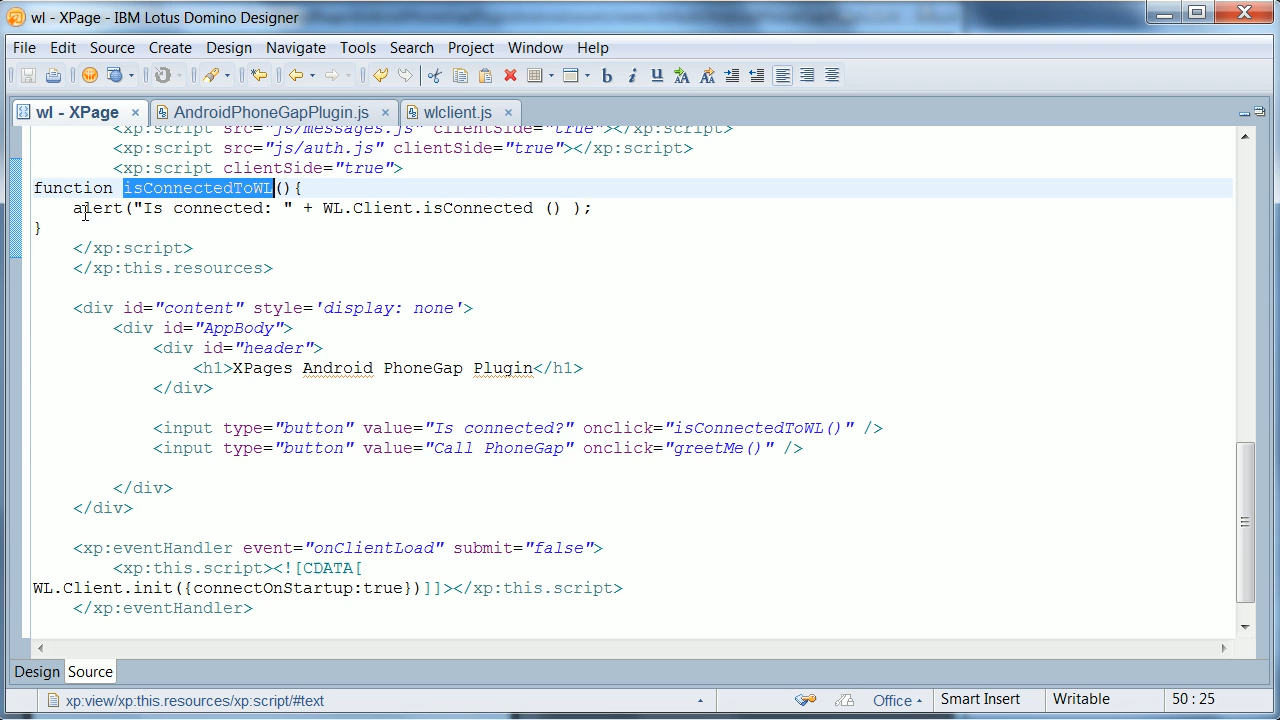 wl - XPage - IBM Lotus Domino Designer
File Edit Source Create Design Navigate Tools Search Project Window Help
wl - XPage AndroidPhoneGapPlugin.js wlclient.js
<xp:script src="js/messages.js" clientSide="true"></xp:script>
<xp:script src="js/auth.js" clientSide="true"></xp:script>
<xp:script clientSide="true">
function isConnectedToWL(){
alert("Is connected: " + WL.Client.isConnected () );
}
</xp:script>
</xp:this.resources>
<div id="content" style='display: none'>
<div id="AppBody">
<div id="header">
<h1>XPages Android PhoneGap Plugin</h1>
</div>
<input type="button" value="Is connected?" onclick="isConnectedToWL()" />
<input type="button" value="Call PhoneGap" onclick="greetMe()" />
</div>
</div>
<xp:eventHandler event="onClientLoad" submit="false">
<xp:this.script><![CDATA[
WL.Client.init({connectOnStartup:true})]]></xp:this.script>
</xp:eventHandler>
Design Source
xp:view/xp:this.resources/xp:script/#text Office Smart Insert Writable 50 : 25